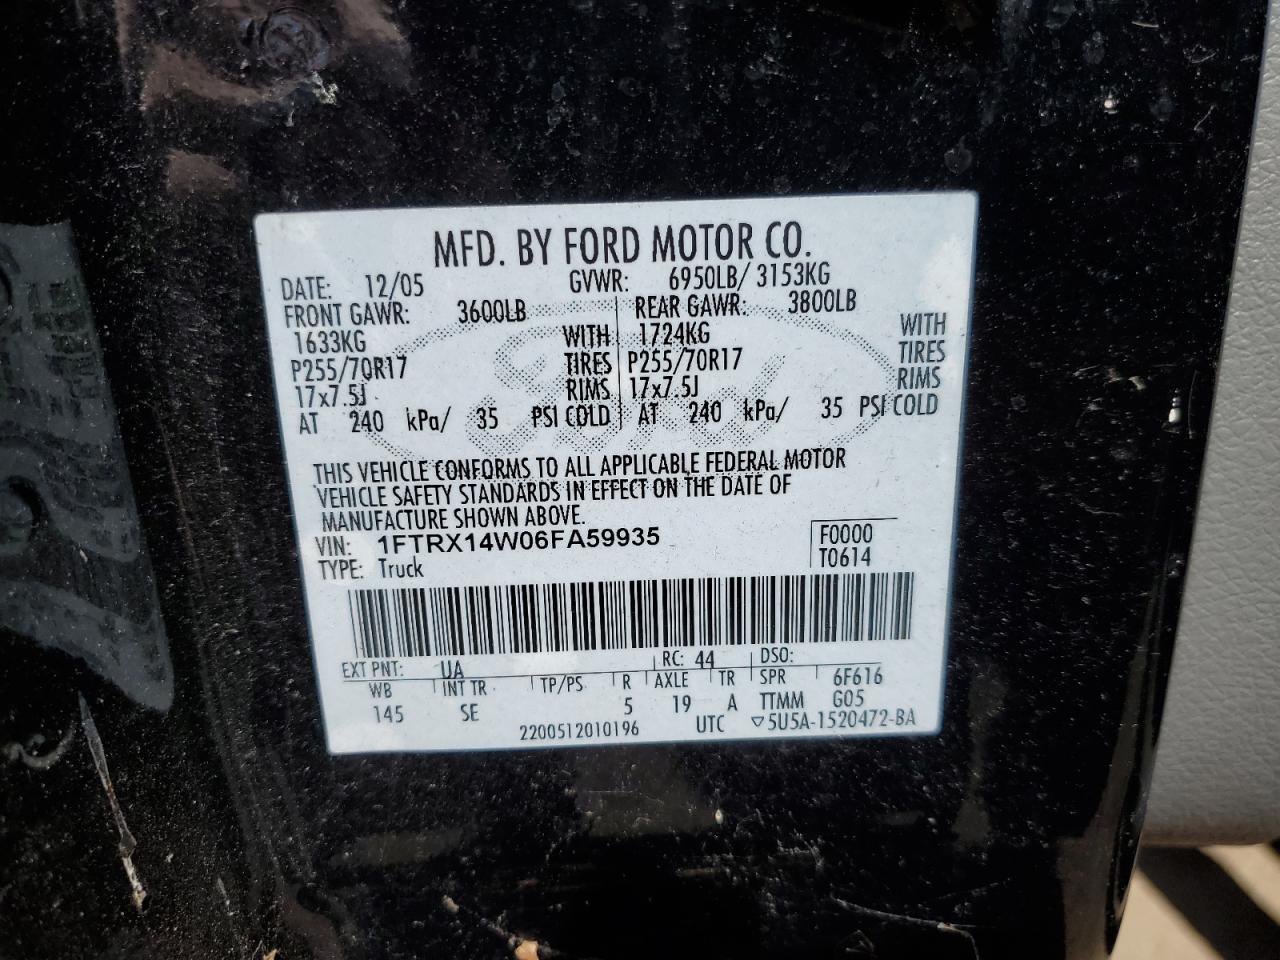 MFD. BY FORD MOTOR CO.
DATE: 12/05 GVWR: 6950LB/ 3153KG
FRONT GAWR: 3600LB REAR GAWR: 3800LB
1633KG WITH 1724KG WITH
P255/70R17 TIRES P255/70R17 TIRES
17x7.5J RIMS 17x7.5J RIMS
AT 240 kPa/ 35 PSI COLD AT 240 kPa/ 35 PSI COLD
THIS VEHICLE CONFORMS TO ALL APPLICABLE FEDERAL MOTOR
VEHICLE SAFETY STANDARDS IN EFFECT ON THE DATE OF
MANUFACTURE SHOWN ABOVE.
VIN: 1FTRX14W06FA59935 F0000
TYPE: Truck T0614
EXT PNT: UA RC: 44 DSO:
WB INT TR TP/PS R AXLE TR SPR 6F616
145 SE 5 19 A TTMM G05
2200512010196 UTC ▽5U5A-1520472-BA